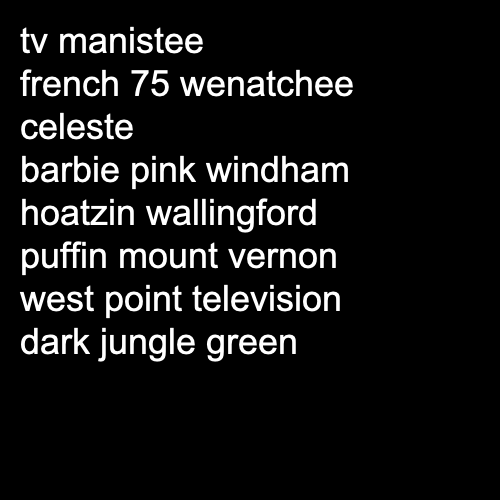 tv manistee
french 75 wenatchee
celeste
barbie pink windham
hoatzin wallingford
puffin mount vernon
west point television
dark jungle green